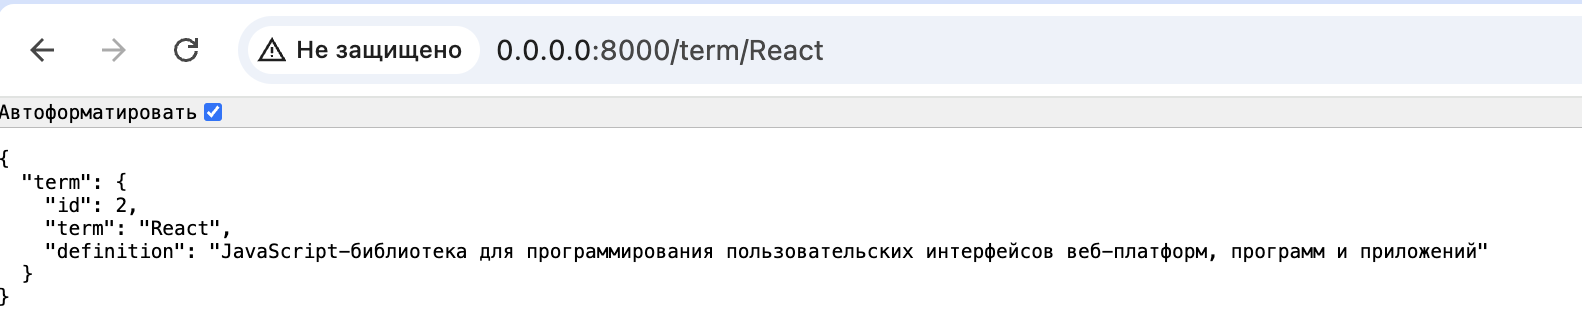 Не защищено 0.0.0.0:8000/term/React
Автоформатировать
{
  "term": {
    "id": 2,
    "term": "React",
    "definition": "JavaScript-библиотека для программирования пользовательских интерфейсов веб-платформ, программ и приложений"
  }
}